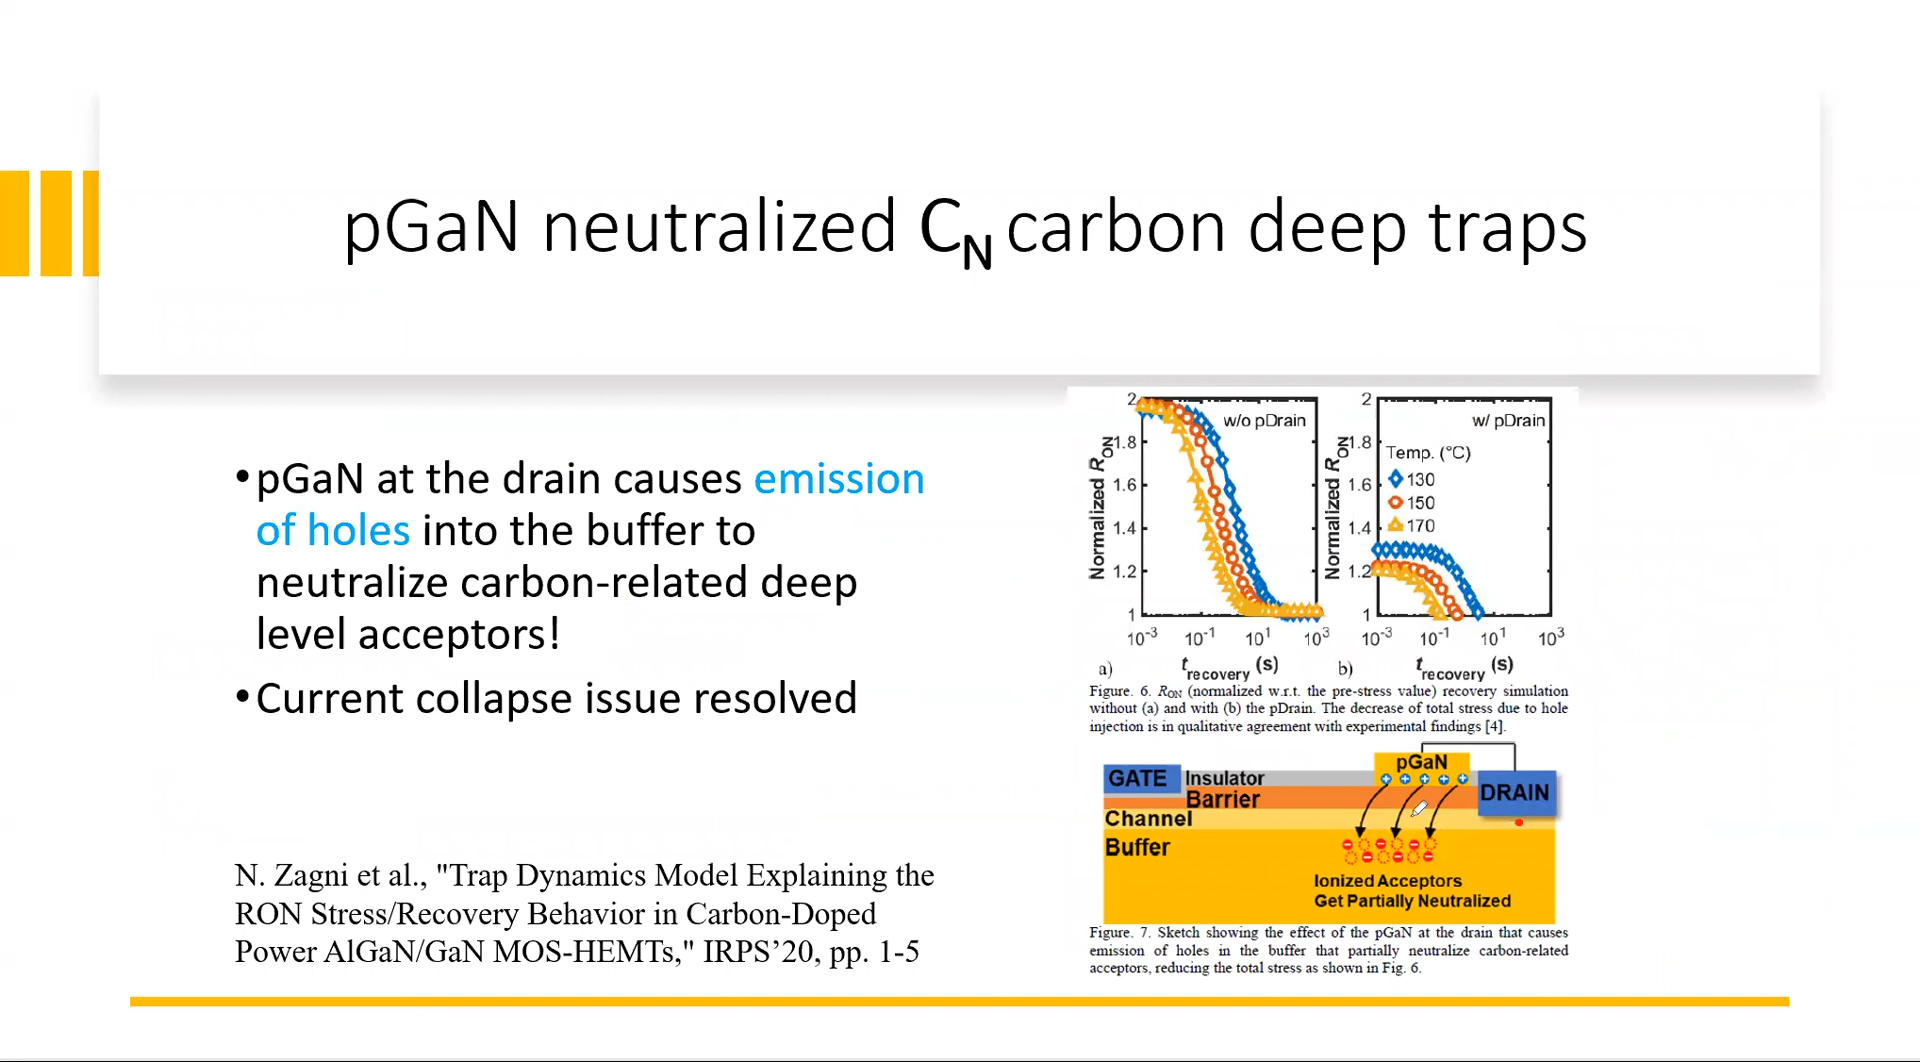 pGaN neutralized CN carbon deep traps
•pGaN at the drain causes emission
of holes into the buffer to
neutralize carbon-related deep
level acceptors!
•Current collapse issue resolved
N. Zagni et al., "Trap Dynamics Model Explaining the
RON Stress/Recovery Behavior in Carbon-Doped
Power AlGaN/GaN MOS-HEMTs," IRPS’20, pp. 1-5
Normalized RON
2
1.8
1.6
1.4
1.2
1
w/o pDrain
10-3 10-1 101 103
a) trecovery (s)
Normalized RON
2
1.8
1.6
1.4
1.2
1
w/ pDrain
Temp. (°C)
130
150
170
10-3 10-1 101 103
b) trecovery (s)
Figure. 6. RON (normalized w.r.t. the pre-stress value) recovery simulation
without (a) and with (b) the pDrain. The decrease of total stress due to hole
injection is in qualitative agreement with experimental findings [4].
pGaN
GATE Insulator DRAIN
Barrier
Channel
Buffer
Ionized Acceptors
Get Partially Neutralized
Figure. 7. Sketch showing the effect of the pGaN at the drain that causes
emission of holes in the buffer that partially neutralize carbon-related
acceptors, reducing the total stress as shown in Fig. 6.